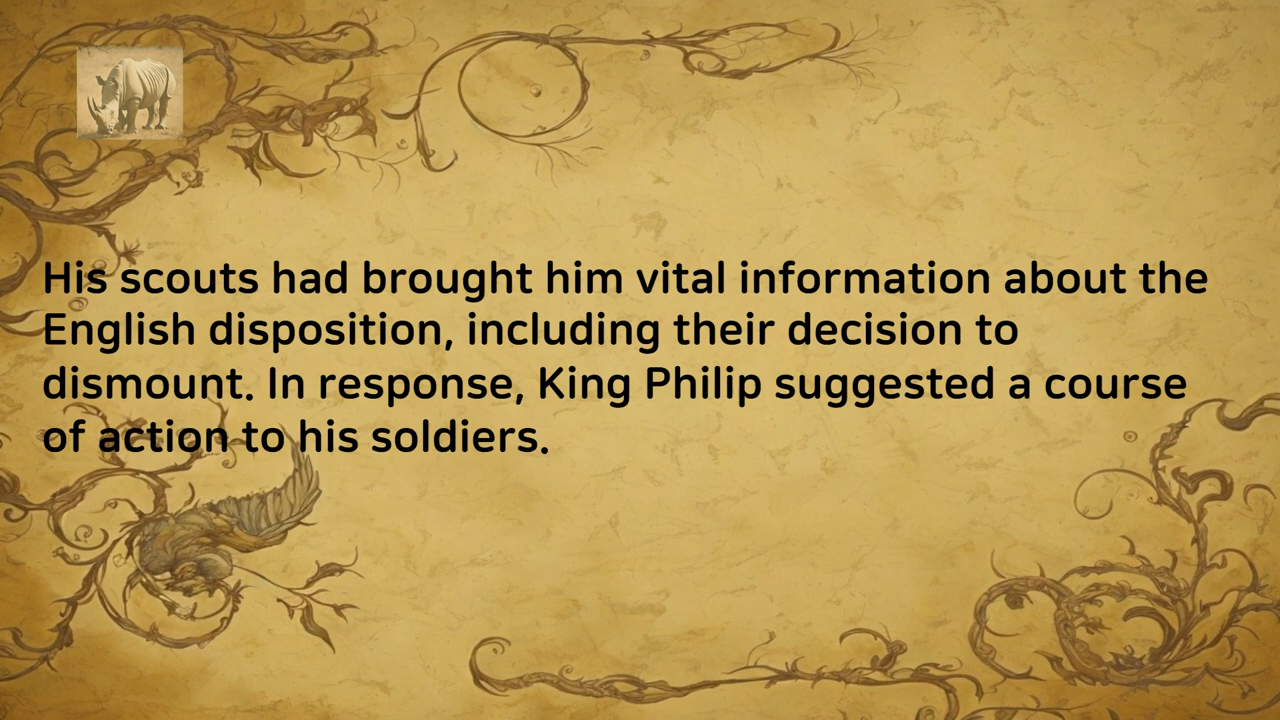 His scouts had brought him vital information about the
English disposition, including their decision to
dismount. In response, King Philip suggested a course
of action to his soldiers.